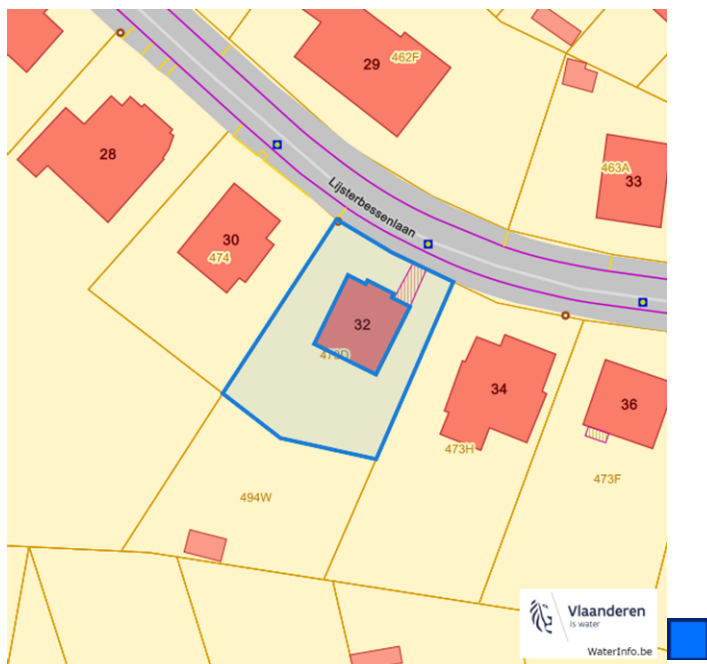 29
462F
28
463A
33
Lijsterbessenlaan
30
474
32
473D
34
36
473H
473F
494W
Vlaanderen
is water
WaterInfo.be